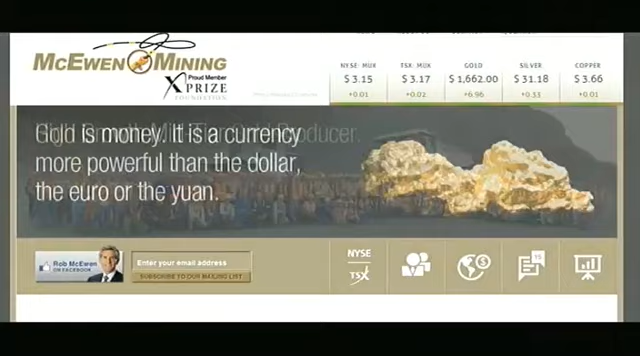 McEwen Mining
Proud Member
XPRIZE
FOUNDATION
NYSE: MUX TSX: MUX GOLD SILVER COPPER
$ 3.15 $ 3.17 $ 1,662.00 $ 31.18 $ 3.66
+0.01 +0.02 +6.96 +0.33 +0.01
Gold is money. It is a currency
Producer.
more powerful than the dollar,
the euro or the yuan.
Rob McEwen
ON FACEBOOK
Enter your email address
SUBSCRIBE TO OUR MAILING LIST
NYSE
TSX